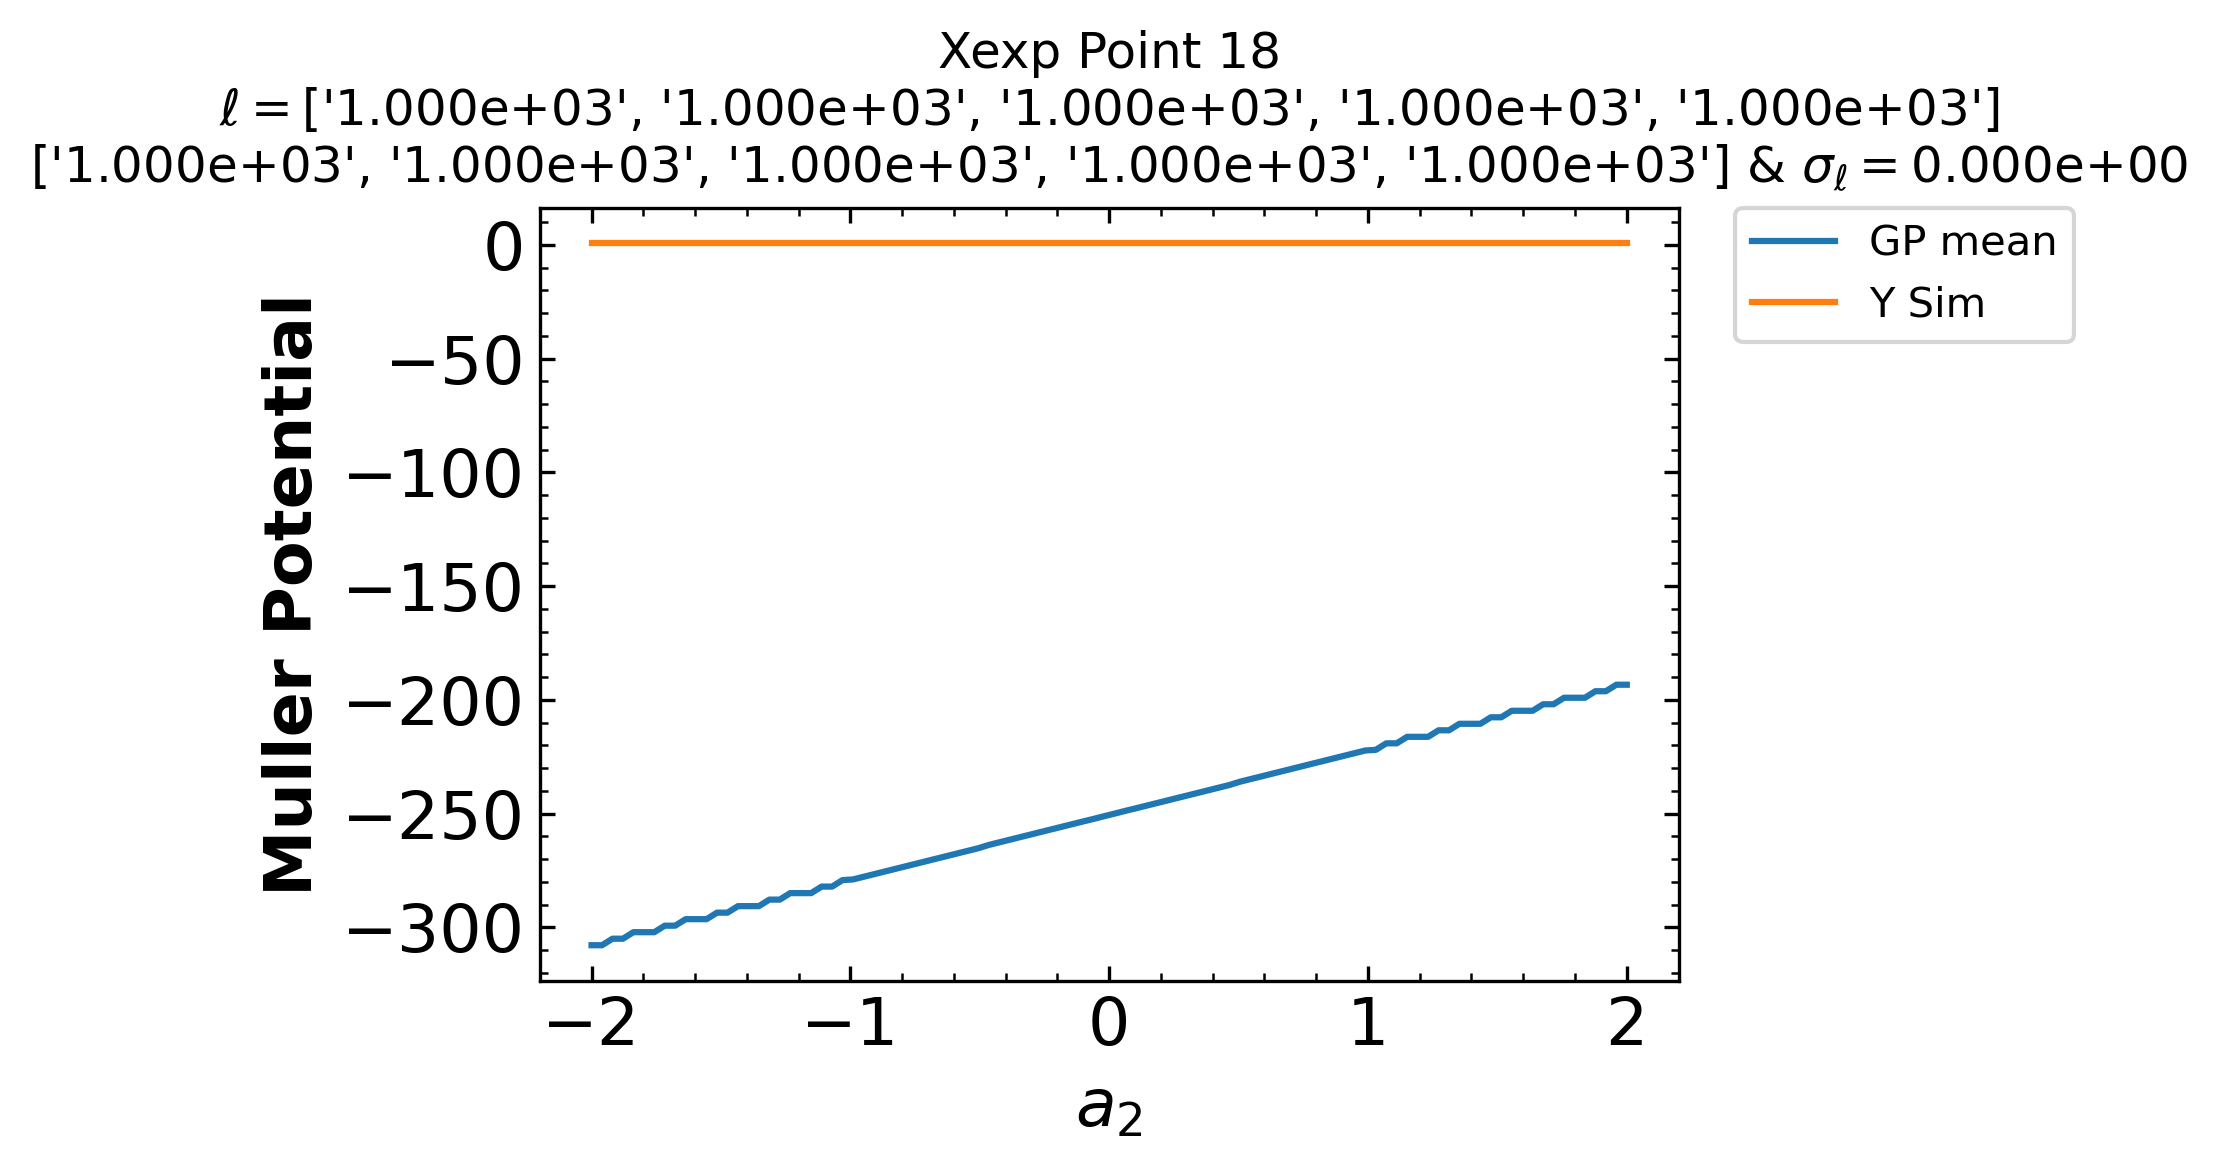 Xexp Point 18
ℓ = ['1.000e+03', '1.000e+03', '1.000e+03', '1.000e+03', '1.000e+03']
['1.000e+03', '1.000e+03', '1.000e+03', '1.000e+03', '1.000e+03'] & σℓ = 0.000e+00
GP mean
Y Sim
Muller Potential
0
−50
−100
−150
−200
−250
−300
−2 −1 0 1 2
a₂